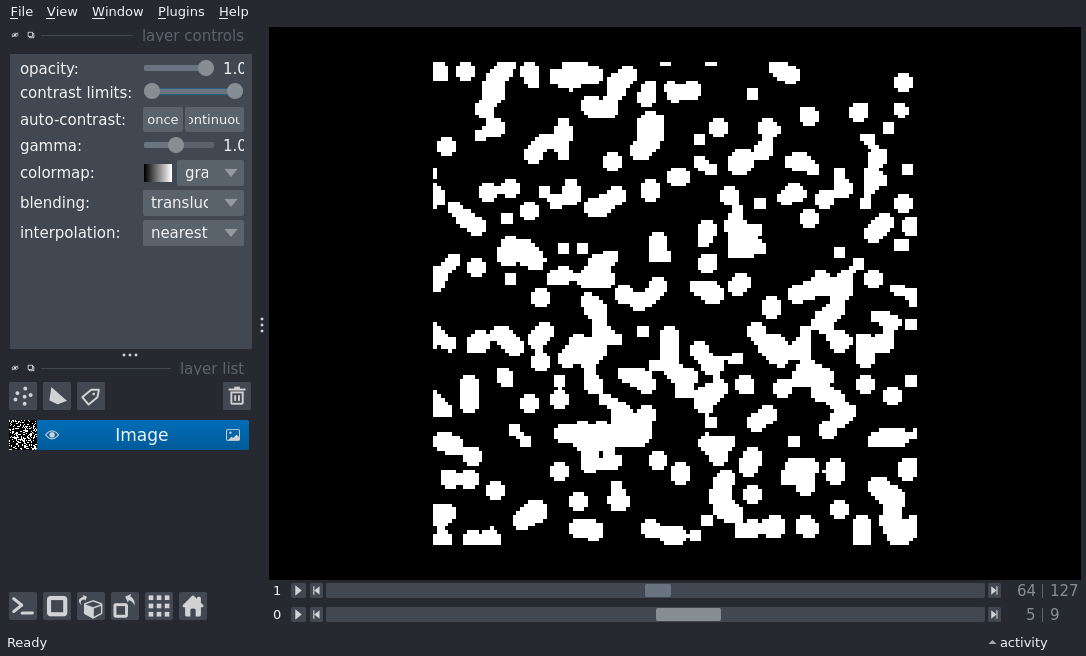 File View Window Plugins Help
layer controls
opacity: 1.0
contrast limits:
auto-contrast: once ontinuou
gamma: 1.0
colormap: gra
blending: transluc
interpolation: nearest
layer list
Image
1 64 127
0 5 9
Ready activity